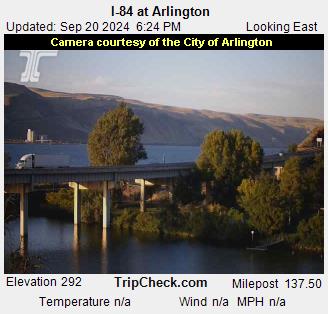 I-84 at Arlington
Updated: Sep 20 2024 6:24 PM Looking East
Camera courtesy of the City of Arlington
Elevation 292 TripCheck.com Milepost 137.50
Temperature n/a Wind n/a MPH n/a